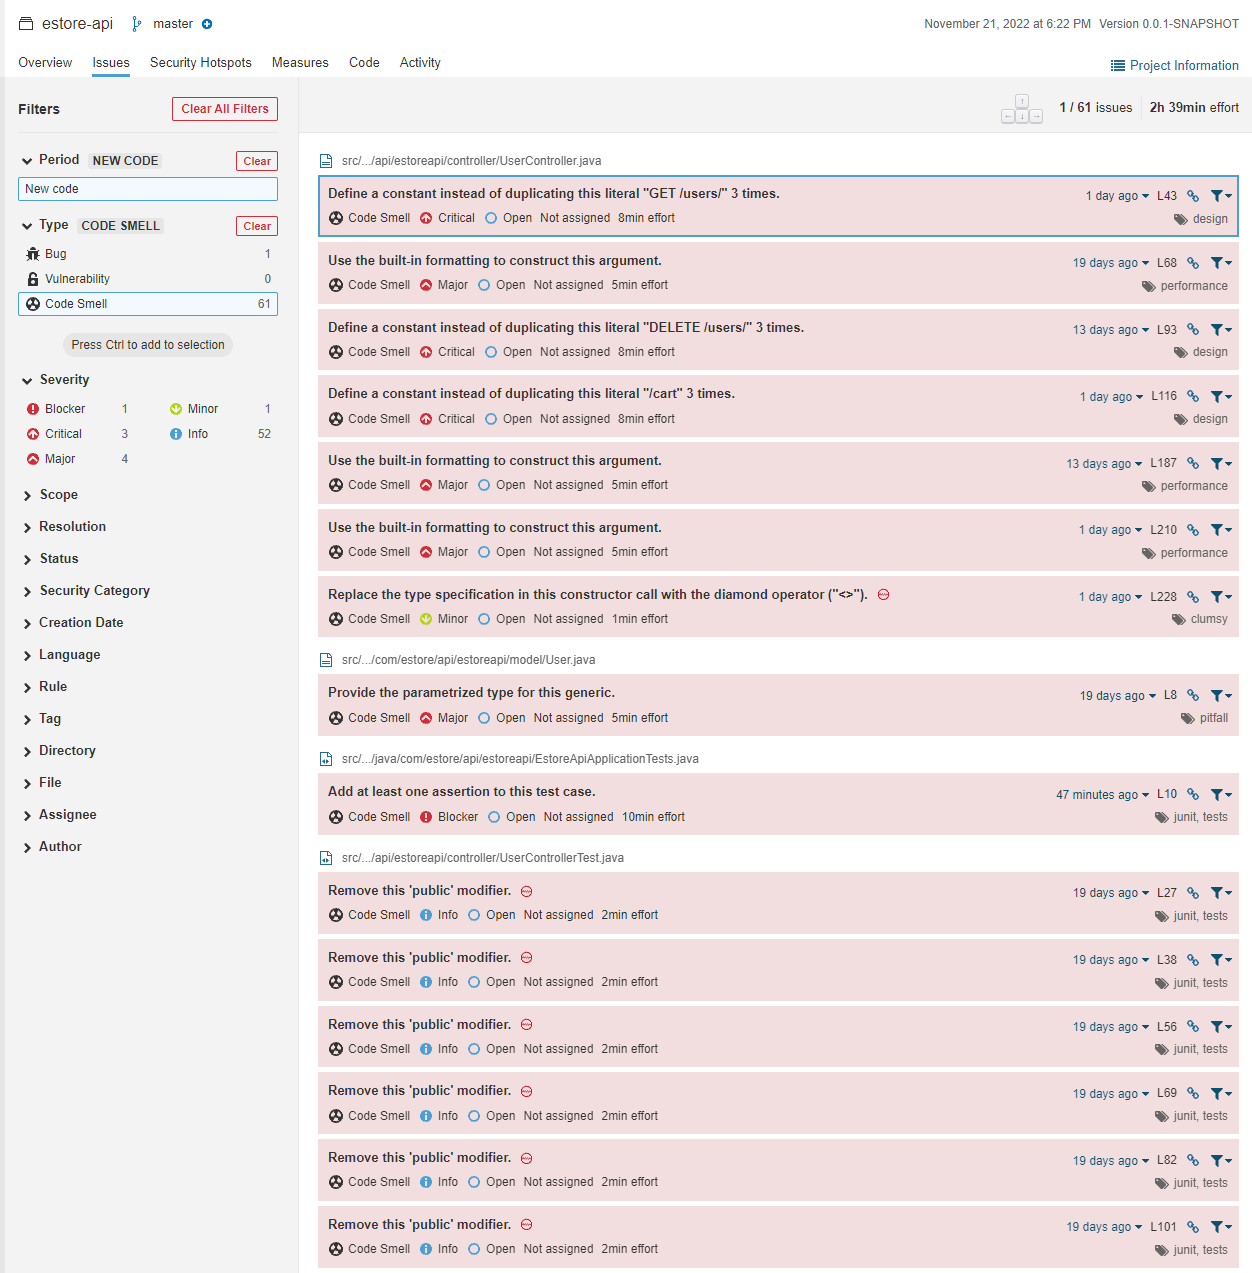 estore-api master
November 21, 2022 at 6:22 PM Version 0.0.1-SNAPSHOT
Overview Issues Security Hotspots Measures Code Activity
Project Information
Filters
Clear All Filters
1 / 61 issues
2h 39min effort
Period NEW CODE
Clear
New code
Type CODE SMELL
Clear
Bug 1
Vulnerability 0
Code Smell 61
Press Ctrl to add to selection
Severity
Blocker 1
Minor 1
Critical 3
Info 52
Major 4
Scope
Resolution
Status
Security Category
Creation Date
Language
Rule
Tag
Directory
File
Assignee
Author
src/.../api/estoreapi/controller/UserController.java
Define a constant instead of duplicating this literal "GET /users/" 3 times.
1 day ago L43
Code Smell Critical Open Not assigned 8min effort
design
Use the built-in formatting to construct this argument.
19 days ago L68
Code Smell Major Open Not assigned 5min effort
performance
Define a constant instead of duplicating this literal "DELETE /users/" 3 times.
13 days ago L93
Code Smell Critical Open Not assigned 8min effort
design
Define a constant instead of duplicating this literal "/cart" 3 times.
1 day ago L116
Code Smell Critical Open Not assigned 8min effort
design
Use the built-in formatting to construct this argument.
13 days ago L187
Code Smell Major Open Not assigned 5min effort
performance
Use the built-in formatting to construct this argument.
1 day ago L210
Code Smell Major Open Not assigned 5min effort
performance
Replace the type specification in this constructor call with the diamond operator ("<>").
1 day ago L228
Code Smell Minor Open Not assigned 1min effort
clumsy
src/.../com/estore/api/estoreapi/model/User.java
Provide the parametrized type for this generic.
19 days ago L8
Code Smell Major Open Not assigned 5min effort
pitfall
src/.../java/com/estore/api/estoreapi/EstoreApiApplicationTests.java
Add at least one assertion to this test case.
47 minutes ago L10
Code Smell Blocker Open Not assigned 10min effort
junit, tests
src/.../api/estoreapi/controller/UserControllerTest.java
Remove this 'public' modifier.
19 days ago L27
Code Smell Info Open Not assigned 2min effort
junit, tests
Remove this 'public' modifier.
19 days ago L38
Code Smell Info Open Not assigned 2min effort
junit, tests
Remove this 'public' modifier.
19 days ago L56
Code Smell Info Open Not assigned 2min effort
junit, tests
Remove this 'public' modifier.
19 days ago L69
Code Smell Info Open Not assigned 2min effort
junit, tests
Remove this 'public' modifier.
19 days ago L82
Code Smell Info Open Not assigned 2min effort
junit, tests
Remove this 'public' modifier.
19 days ago L101
Code Smell Info Open Not assigned 2min effort
junit, tests